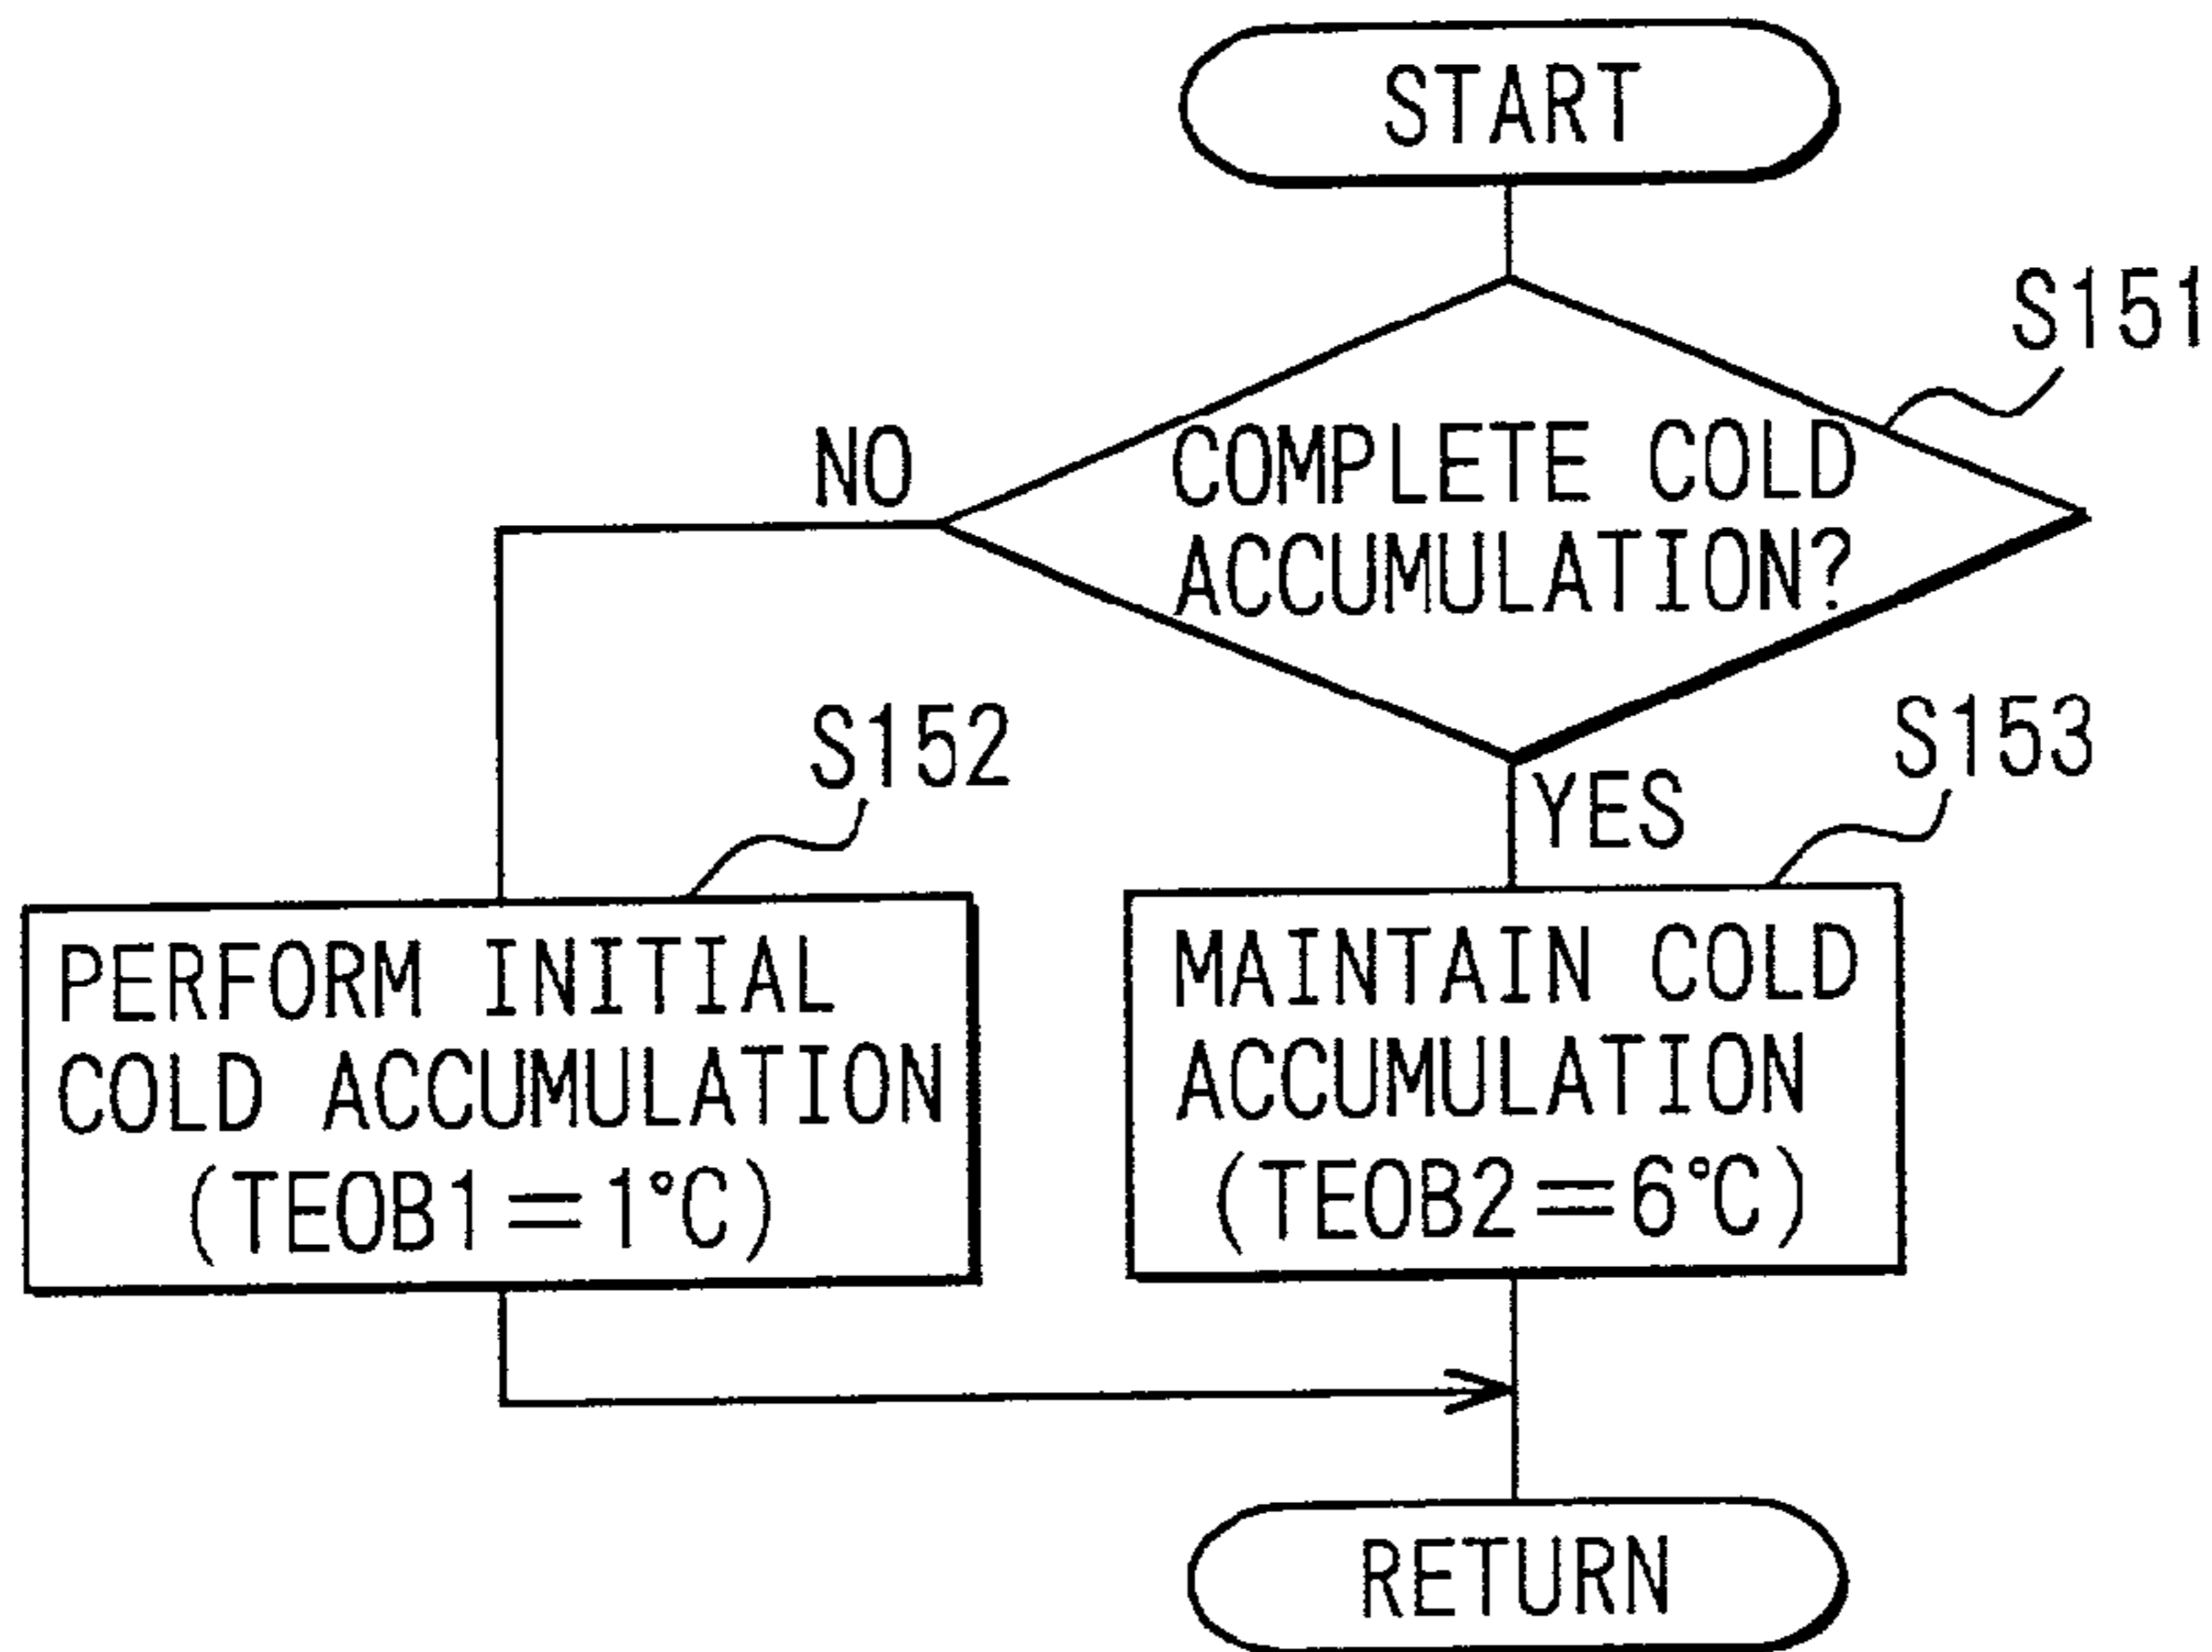 START
S151
NO
COMPLETE COLD
ACCUMULATION?
S152
YES
S153
PERFORM INITIAL
COLD ACCUMULATION
(TEOB1=1°C)
MAINTAIN COLD
ACCUMULATION
(TEOB2=6°C)
RETURN